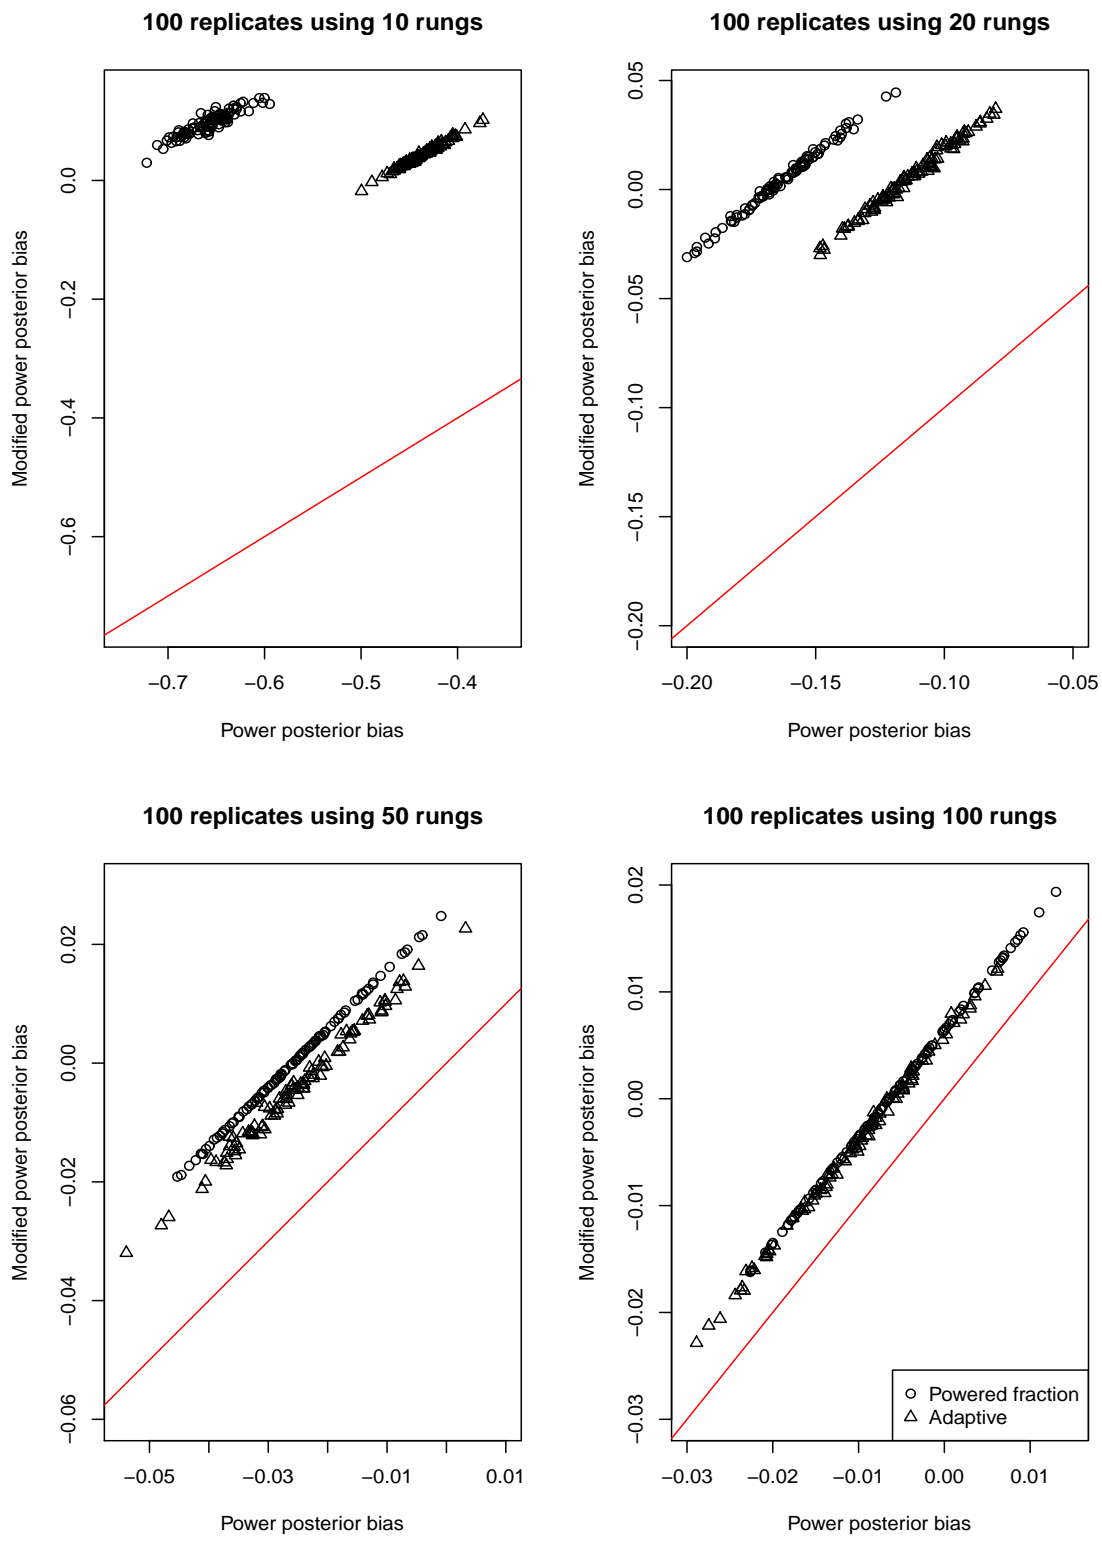 100 replicates using 10 rungs
Modified power posterior bias
0.0
−0.2
−0.4
−0.6
−0.7 −0.6 −0.5 −0.4
Power posterior bias
100 replicates using 20 rungs
Modified power posterior bias
0.05
0.00
−0.05
−0.10
−0.15
−0.20
−0.20 −0.15 −0.10 −0.05
Power posterior bias
100 replicates using 50 rungs
Modified power posterior bias
0.02
0.00
−0.02
−0.04
−0.06
−0.05 −0.03 −0.01 0.01
Power posterior bias
100 replicates using 100 rungs
Modified power posterior bias
0.02
0.01
0.00
−0.01
−0.02
−0.03
Powered fraction
Adaptive
−0.03 −0.02 −0.01 0.00 0.01
Power posterior bias